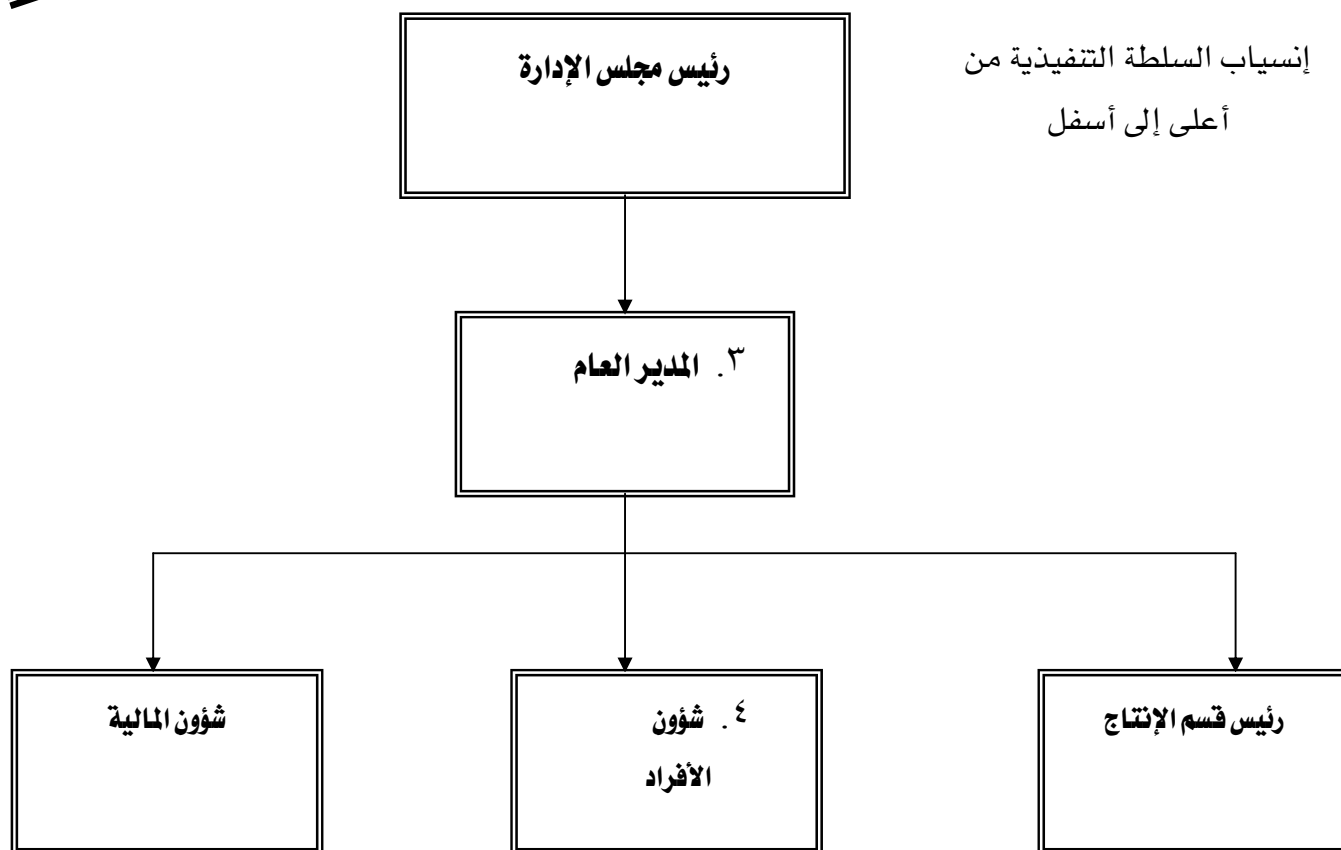 إنسياب السلطة التنفيذية من
أعلى إلى أسفل
رئيس مجلس الإدارة
٣. المدير العام
رئيس قسم الإنتاج
٤. شؤون
الأفراد
شؤون المالية